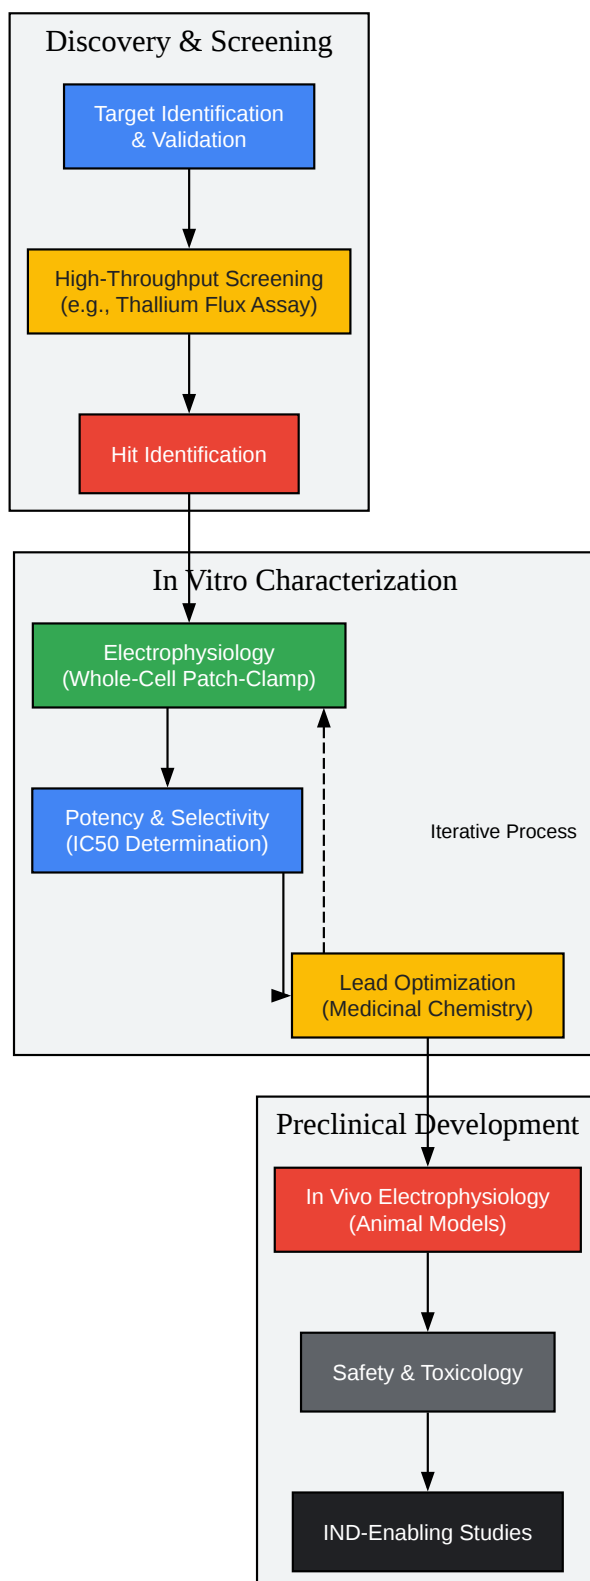 Discovery & Screening
Target Identification
& Validation
High-Throughput Screening
(e.g., Thallium Flux Assay)
Hit Identification
In Vitro Characterization
Electrophysiology
(Whole-Cell Patch-Clamp)
Potency & Selectivity
(IC50 Determination)
Iterative Process
Lead Optimization
(Medicinal Chemistry)
Preclinical Development
In Vivo Electrophysiology
(Animal Models)
Safety & Toxicology
IND-Enabling Studies